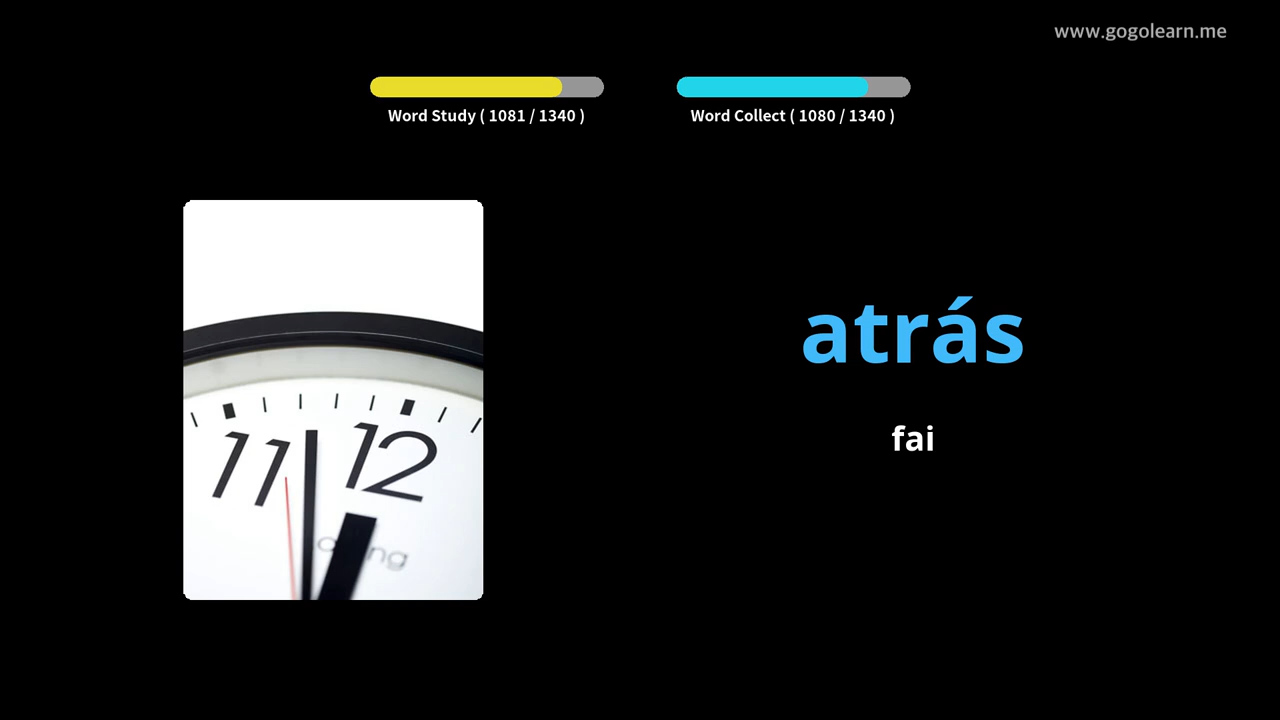 www.gogolearn.me
Word Study ( 1081 / 1340 )
Word Collect ( 1080 / 1340 )
atrás
fai
11
12